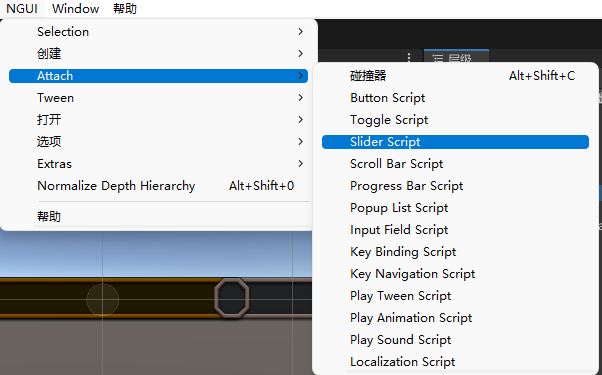 NGUI Window 帮助
Selection
创建
Attach
Tween
打开
选项
Extras
Normalize Depth Hierarchy Alt+Shift+0
帮助
层级
碰撞器 Alt+Shift+C
Button Script
Toggle Script
Slider Script
Scroll Bar Script
Progress Bar Script
Popup List Script
Input Field Script
Key Binding Script
Key Navigation Script
Play Tween Script
Play Animation Script
Play Sound Script
Localization Script